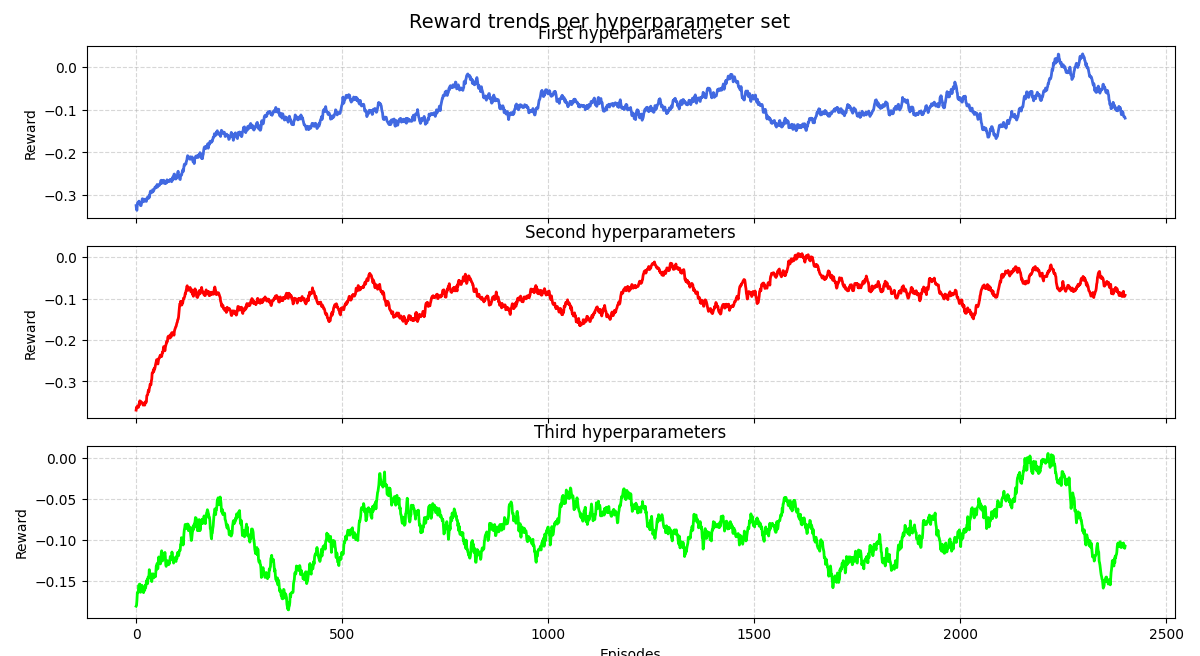 Reward trends per hyperparameter set
First hyperparameters
0.0
−0.1
−0.2
−0.3
Reward
Second hyperparameters
0.0
−0.1
−0.2
−0.3
Reward
Third hyperparameters
0.00
−0.05
−0.10
−0.15
Reward
0 500 1000 1500 2000 2500
Episodes